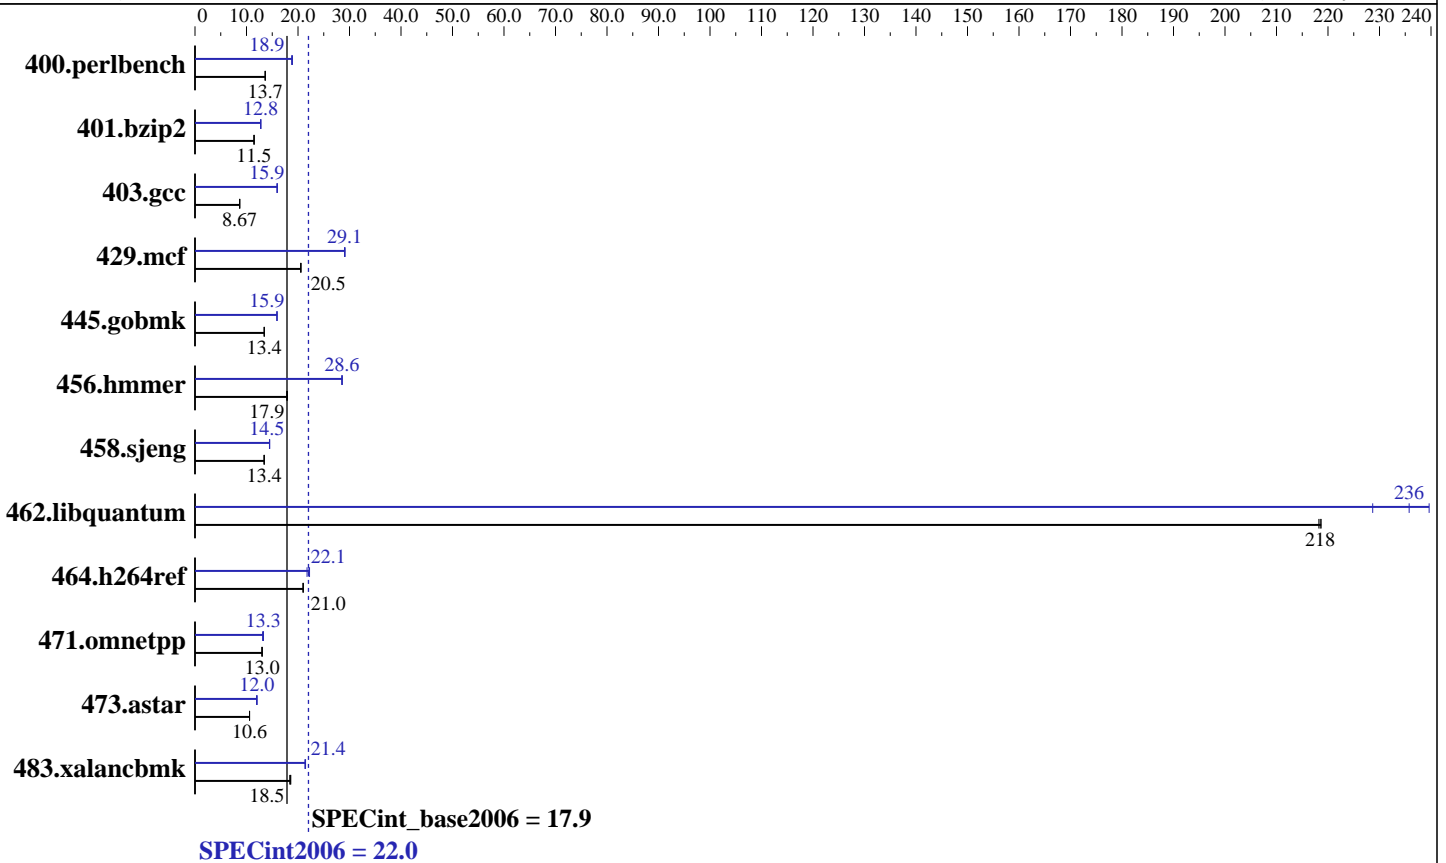 0 10.0 20.0 30.0 40.0 50.0 60.0 70.0 80.0 90.0 100 110 120 130 140 150 160 170 180 190 200 210 220 230 240
18.9
400.perlbench
13.7
12.8
401.bzip2
11.5
15.9
403.gcc
8.67
29.1
429.mcf
20.5
15.9
445.gobmk
13.4
28.6
456.hmmer
17.9
14.5
458.sjeng
13.4
236
462.libquantum
218
22.1
464.h264ref
21.0
13.3
471.omnetpp
13.0
12.0
473.astar
10.6
21.4
483.xalancbmk
18.5
SPECint_base2006 = 17.9
SPECint2006 = 22.0